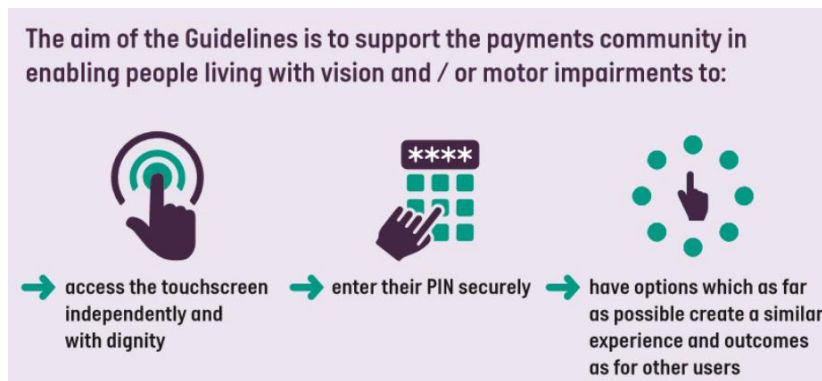 The aim of the Guidelines is to support the payments community in
enabling people living with vision and / or motor impairments to:
****
access the touchscreen
independently and
with dignity
enter their PIN securely
have options which as far
as possible create a similar
experience and outcomes
as for other users